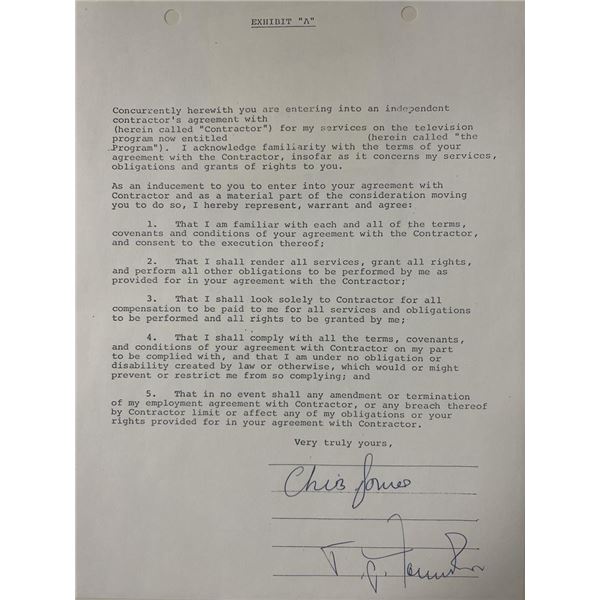 EXHIBIT "A"
Concurrently herewith you are entering into an independent
contractor's agreement with
(herein called "Contractor") for my services on the television
program now entitled (herein called "the
Program"). I acknowledge familiarity with the terms of your
agreement with the Contractor, insofar as it concerns my services,
obligations and grants of rights to you.
As an inducement to you to enter into your agreement with
Contractor and as a material part of the consideration moving
you to do so, I hereby represent, warrant and agree:
1. That I am familiar with each and all of the terms,
covenants and conditions of your agreement with the Contractor,
and consent to the execution thereof;
2. That I shall render all services, grant all rights,
and perform all other obligations to be performed by me as
provided for in your agreement with the Contractor;
3. That I shall look solely to Contractor for all
compensation to be paid to me for all services and obligations
to be performed and all rights to be granted by me;
4. That I shall comply with all the terms, covenants,
and conditions of your agreement with Contractor on my part
to be complied with, and that I am under no obligation or
disability created by law or otherwise, which would or might
prevent or restrict me from so complying; and
5. That in no event shall any amendment or termination
of my employment agreement with Contractor, or any breach thereof
by Contractor limit or affect any of my obligations or your
rights provided for in your agreement with Contractor.
Very truly yours,
Chris
T. G.